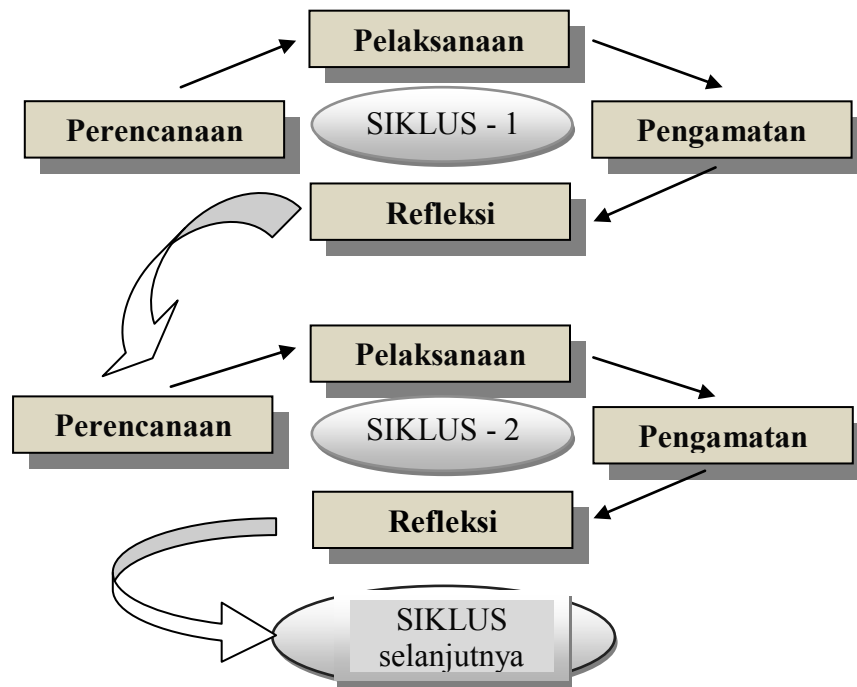 Pelaksanaan
Perencanaan
SIKLUS - 1
Pengamatan
Refleksi
Pelaksanaan
Perencanaan
SIKLUS - 2
Pengamatan
Refleksi
SIKLUS
selanjutnya